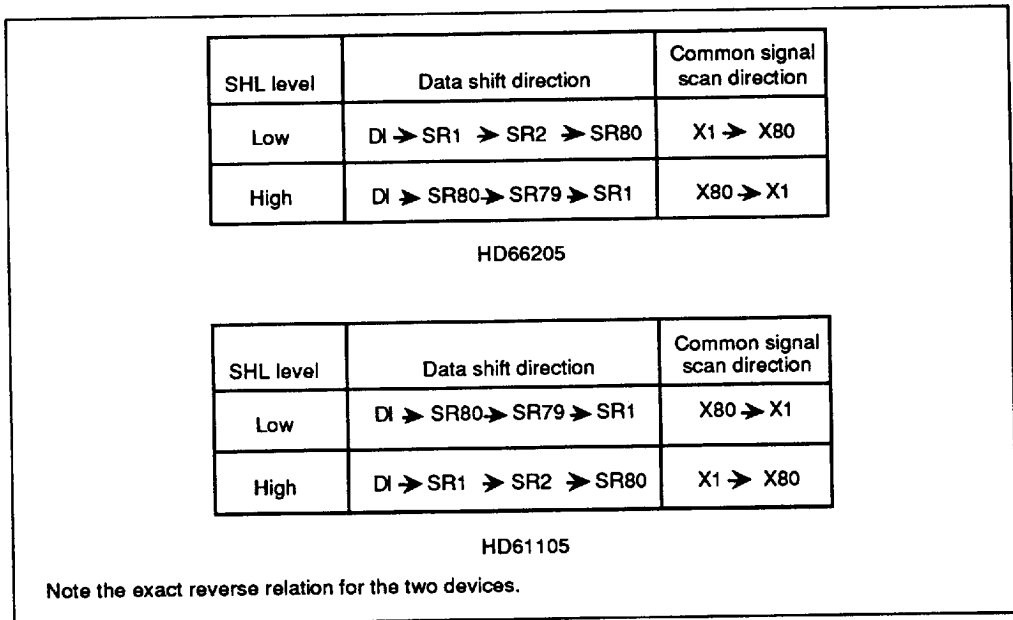 SHL level Data shift direction Common signal scan direction
Low DI ➔ SR1 ➔ SR2 ➔ SR80 X1 ➔ X80
High DI ➔ SR80 ➔ SR79 ➔ SR1 X80 ➔ X1
HD66205
SHL level Data shift direction Common signal scan direction
Low DI ➔ SR80 ➔ SR79 ➔ SR1 X80 ➔ X1
High DI ➔ SR1 ➔ SR2 ➔ SR80 X1 ➔ X80
HD61105
Note the exact reverse relation for the two devices.